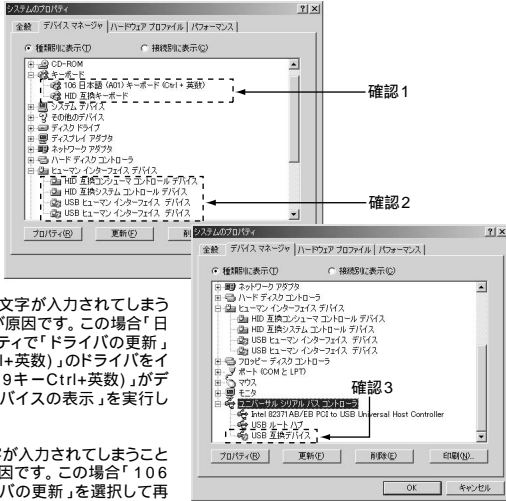 システムのプロパティ
全般 デバイス マネージャ ハードウェア プロファイル パフォーマンス
種類別に表示(T) 接続別に表示(C)
CD-ROM
キーボード
106 日本語 (A01) キーボード (Ctrl + 英数)
HID 互換キーボード
システム デバイス
その他のデバイス
ディスク ドライブ
ディスプレイ アダプタ
ネットワーク アダプタ
ハード ディスク コントローラ
ヒューマン インターフェイス デバイス
HID 互換コンシューマ コントロール デバイス
HID 互換システム コントロール デバイス
USB ヒューマン インターフェイス デバイス
USB ヒューマン インターフェイス デバイス
プロパティ(R) 更新(F) 削
確認1
確認2
システムのプロパティ
全般 デバイス マネージャ ハードウェア プロファイル パフォーマンス
種類別に表示(T) 接続別に表示(C)
ネットワーク アダプタ
ハード ディスク コントローラ
ヒューマン インターフェイス デバイス
HID 互換コンシューマ コントロール デバイス
HID 互換システム コントロール デバイス
USB ヒューマン インターフェイス デバイス
USB ヒューマン インターフェイス デバイス
フロッピー ディスク コントローラ
ポート (COM と LPT)
マウス
モニタ
ユニバーサル シリアル バス コントローラ
Intel 82371AB/EB PCI to USB Universal Host Controller
USB ルート ハブ
USB 互換デバイス
確認3
プロパティ(R) 更新(F) 削除(E) 印刷(N)...
OK キャンセル
文字が入力されてしまう
が原因です。この場合「日
ティで「ドライバの更新」
l+英数)」のドライバをイ
9キーCtrl+英数)」がデ
バイスの表示」を実行し
字が入力されてしまうこと
因です。この場合「106
バの更新」を選択して再